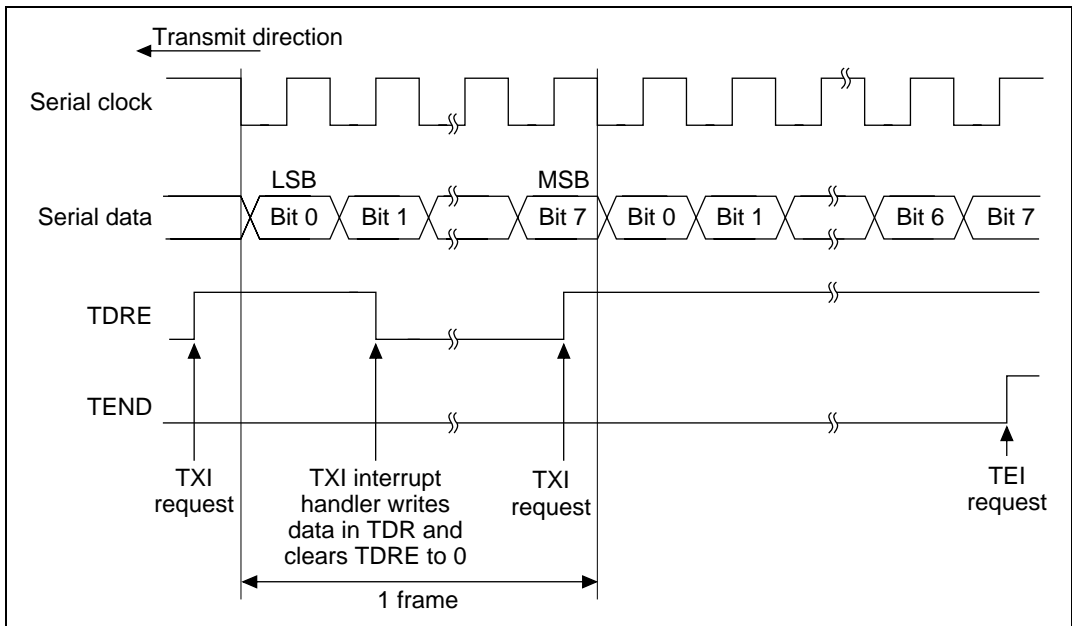 Transmit direction
Serial clock
LSB
MSB
Serial data
Bit 0
Bit 1
Bit 7
Bit 0
Bit 1
Bit 6
Bit 7
TDRE
TEND
TXI
request
TXI interrupt
handler writes
data in TDR and
clears TDRE to 0
TXI
request
TEI
request
1 frame